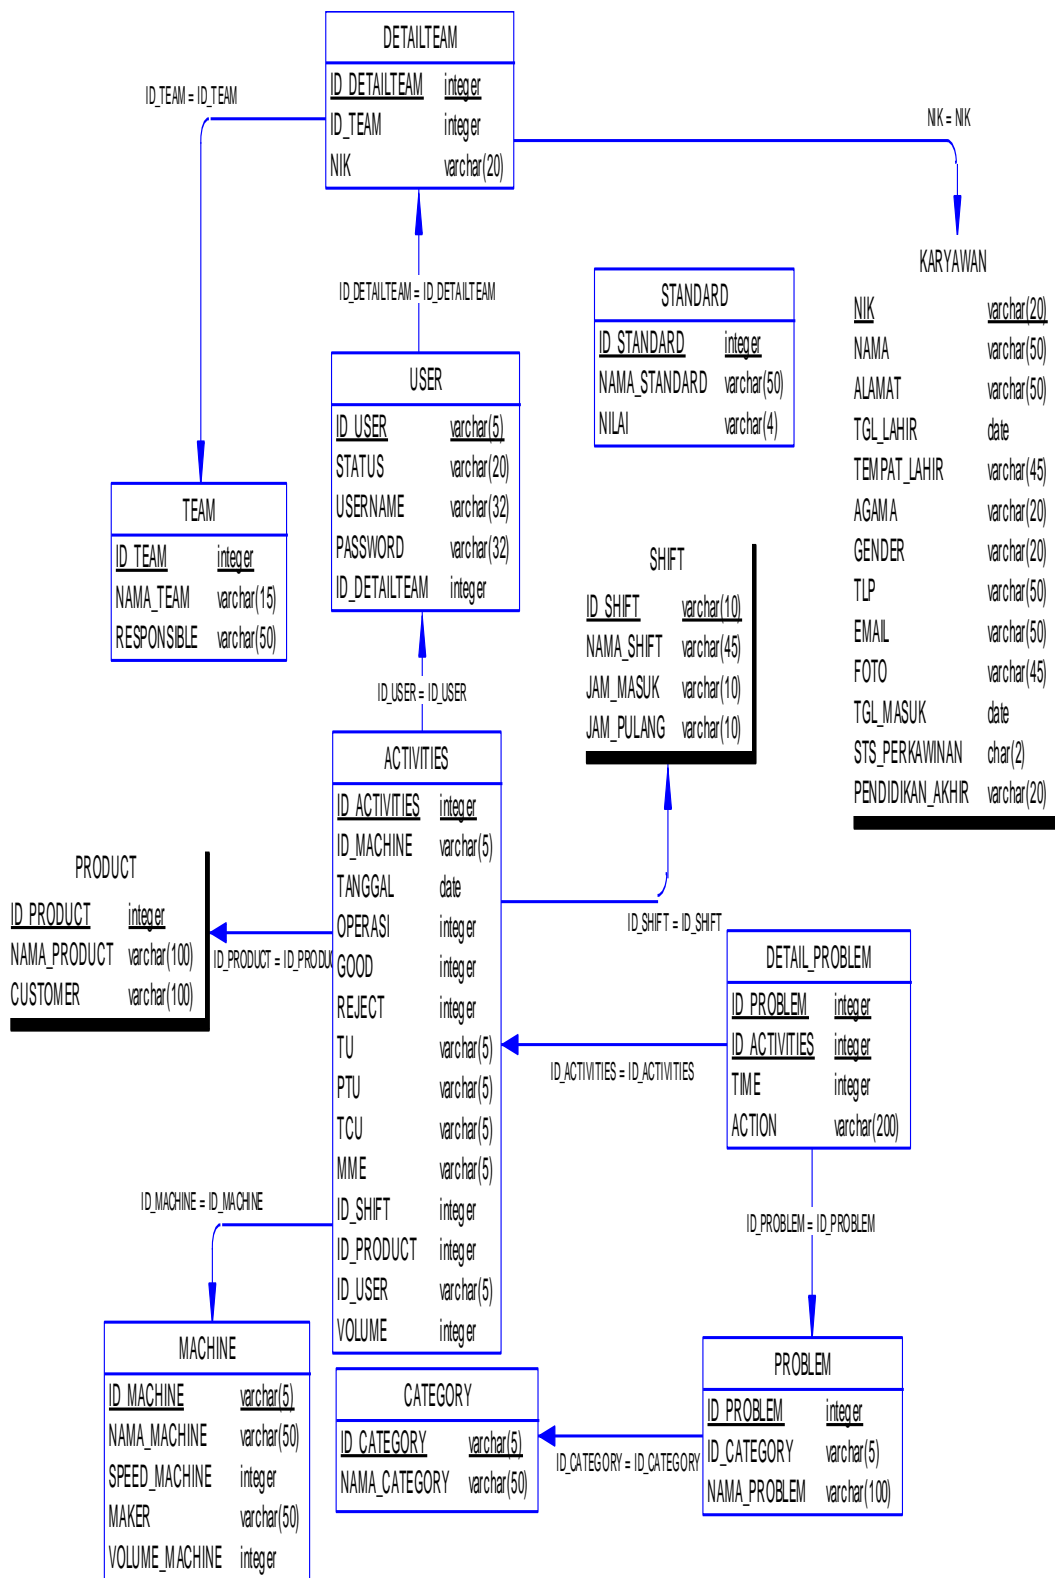 DETAILTEAM
ID_DETAILTEAM integer
ID_TEAM integer
NIK varchar(20)
ID_TEAM = ID_TEAM
NIK = NIK
ID_DETAILTEAM = ID_DETAILTEAM
KARYAWAN
NIK varchar(20)
NAMA varchar(50)
ALAMAT varchar(50)
TGL_LAHIR date
TEMPAT_LAHIR varchar(45)
AGAMA varchar(20)
GENDER varchar(20)
TLP varchar(50)
EMAIL varchar(50)
FOTO varchar(45)
TGL_MASUK date
STS_PERKAWINAN char(2)
PENDIDIKAN_AKHIR varchar(20)
STANDARD
ID_STANDARD integer
NAMA_STANDARD varchar(50)
NILAI varchar(4)
USER
ID_USER varchar(5)
STATUS varchar(20)
USERNAME varchar(32)
PASSWORD varchar(32)
ID_DETAILTEAM integer
TEAM
ID_TEAM integer
NAMA_TEAM varchar(15)
RESPONSIBLE varchar(50)
SHIFT
ID_SHIFT varchar(10)
NAMA_SHIFT varchar(45)
JAM_MASUK varchar(10)
JAM_PULANG varchar(10)
ID_USER = ID_USER
ACTIVITIES
ID_ACTIVITIES integer
ID_MACHINE varchar(5)
TANGGAL date
OPERASI integer
GOOD integer
REJECT integer
TU varchar(5)
PTU varchar(5)
TCU varchar(5)
MME varchar(5)
ID_SHIFT integer
ID_PRODUCT integer
ID_USER varchar(5)
VOLUME integer
PRODUCT
ID_PRODUCT integer
NAMA_PRODUCT varchar(100)
CUSTOMER varchar(100)
ID_PRODUCT = ID_PRODUC
ID_SHIFT = ID_SHIFT
DETAIL_PROBLEM
ID_PROBLEM integer
ID_ACTIVITIES integer
TIME integer
ACTION varchar(200)
ID_ACTIVITIES = ID_ACTIVITIES
ID_MACHINE = ID_MACHINE
ID_PROBLEM = ID_PROBLEM
MACHINE
ID_MACHINE varchar(5)
NAMA_MACHINE varchar(50)
SPEED_MACHINE integer
MAKER varchar(50)
VOLUME_MACHINE integer
CATEGORY
ID_CATEGORY varchar(5)
NAMA_CATEGORY varchar(50)
ID_CATEGORY = ID_CATEGORY
PROBLEM
ID_PROBLEM integer
ID_CATEGORY varchar(5)
NAMA_PROBLEM varchar(100)